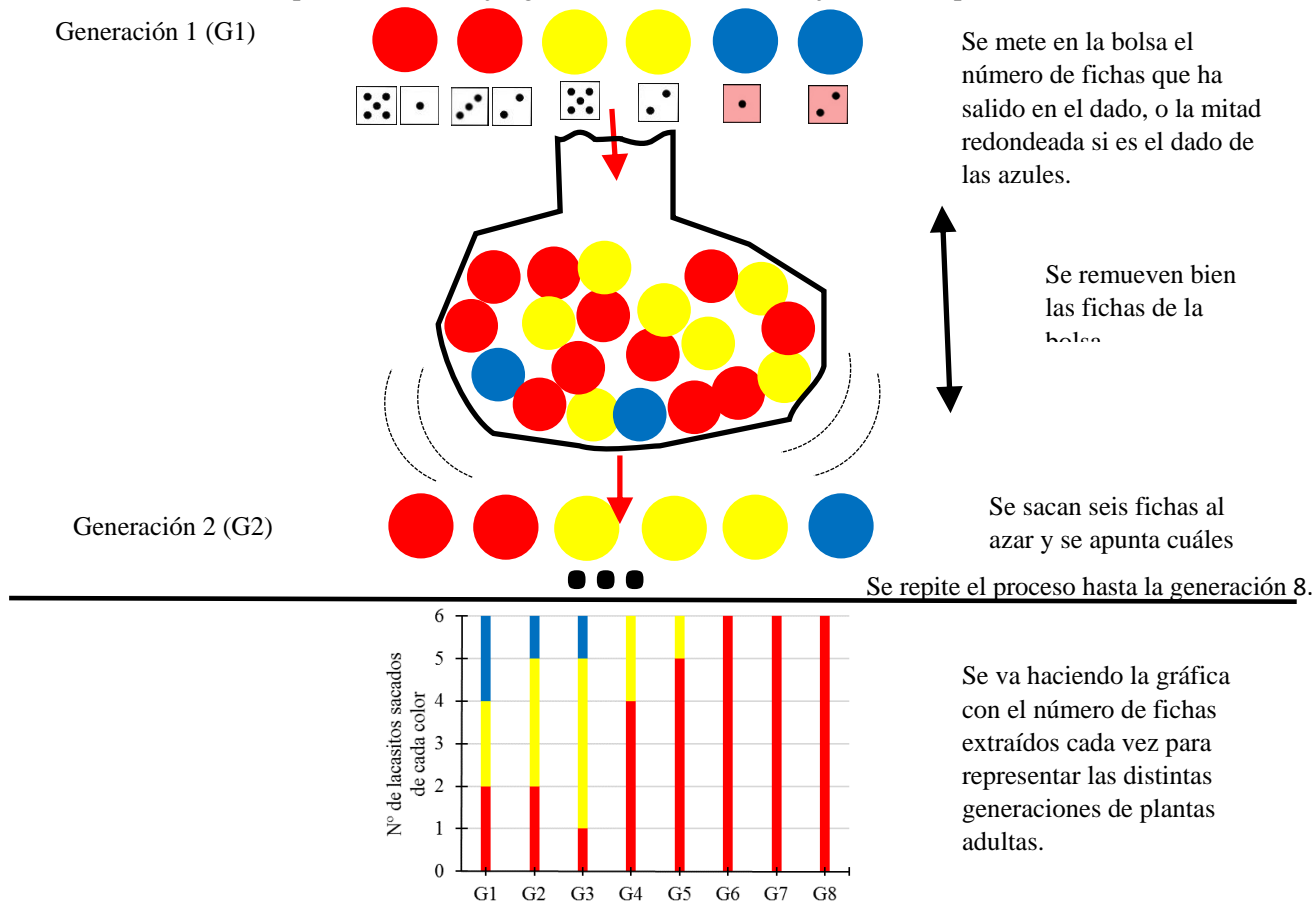 Generación 1 (G1)
Se mete en la bolsa el
número de fichas que ha
salido en el dado, o la mitad
redondeada si es el dado de
las azules.
Se remueven bien
las fichas de la
bolsa
Generación 2 (G2)
Se sacan seis fichas al
azar y se apunta cuáles
Se repite el proceso hasta la generación 8.
Nº de lacasitos sacados
de cada color
6
5
4
3
2
1
0
G1 G2 G3 G4 G5 G6 G7 G8
Se va haciendo la gráfica
con el número de fichas
extraídos cada vez para
representar las distintas
generaciones de plantas
adultas.